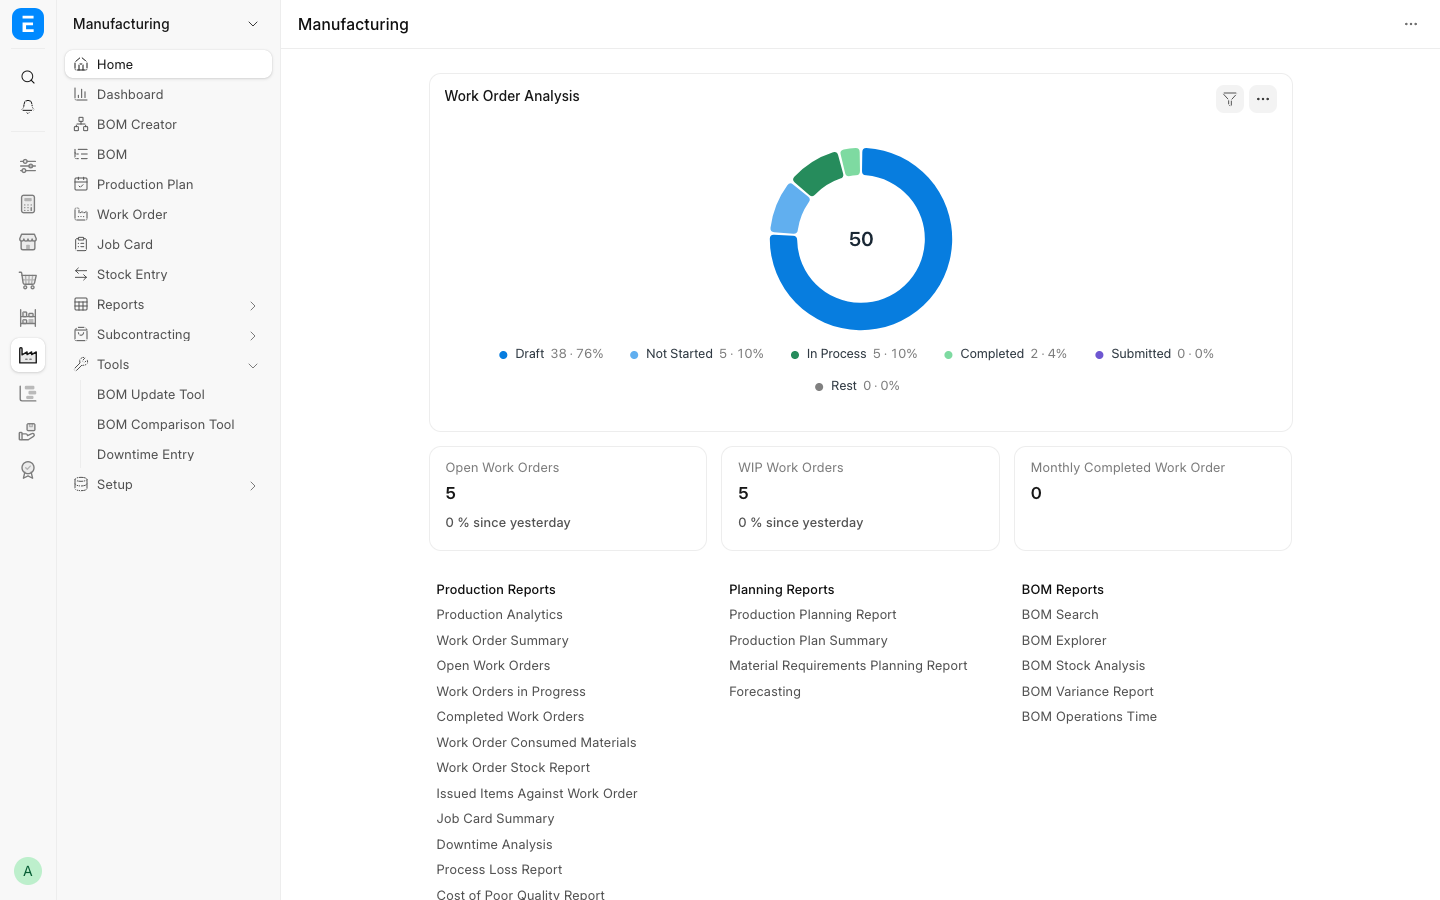 Manufacturing
Home
Dashboard
BOM Creator
BOM
Production Plan
Work Order
Job Card
Stock Entry
Reports
Subcontracting
Tools
BOM Update Tool
BOM Comparison Tool
Downtime Entry
Setup
A
Manufacturing
Work Order Analysis
50
Draft 38 · 76% Not Started 5 · 10% In Process 5 · 10% Completed 2 · 4% Submitted 0 · 0%
Rest 0 · 0%
Open Work Orders
5
0 % since yesterday
WIP Work Orders
5
0 % since yesterday
Monthly Completed Work Order
0
Production Reports
Production Analytics
Work Order Summary
Open Work Orders
Work Orders in Progress
Completed Work Orders
Work Order Consumed Materials
Work Order Stock Report
Issued Items Against Work Order
Job Card Summary
Downtime Analysis
Process Loss Report
Cost of Poor Quality Report
Planning Reports
Production Planning Report
Production Plan Summary
Material Requirements Planning Report
Forecasting
BOM Reports
BOM Search
BOM Explorer
BOM Stock Analysis
BOM Variance Report
BOM Operations Time